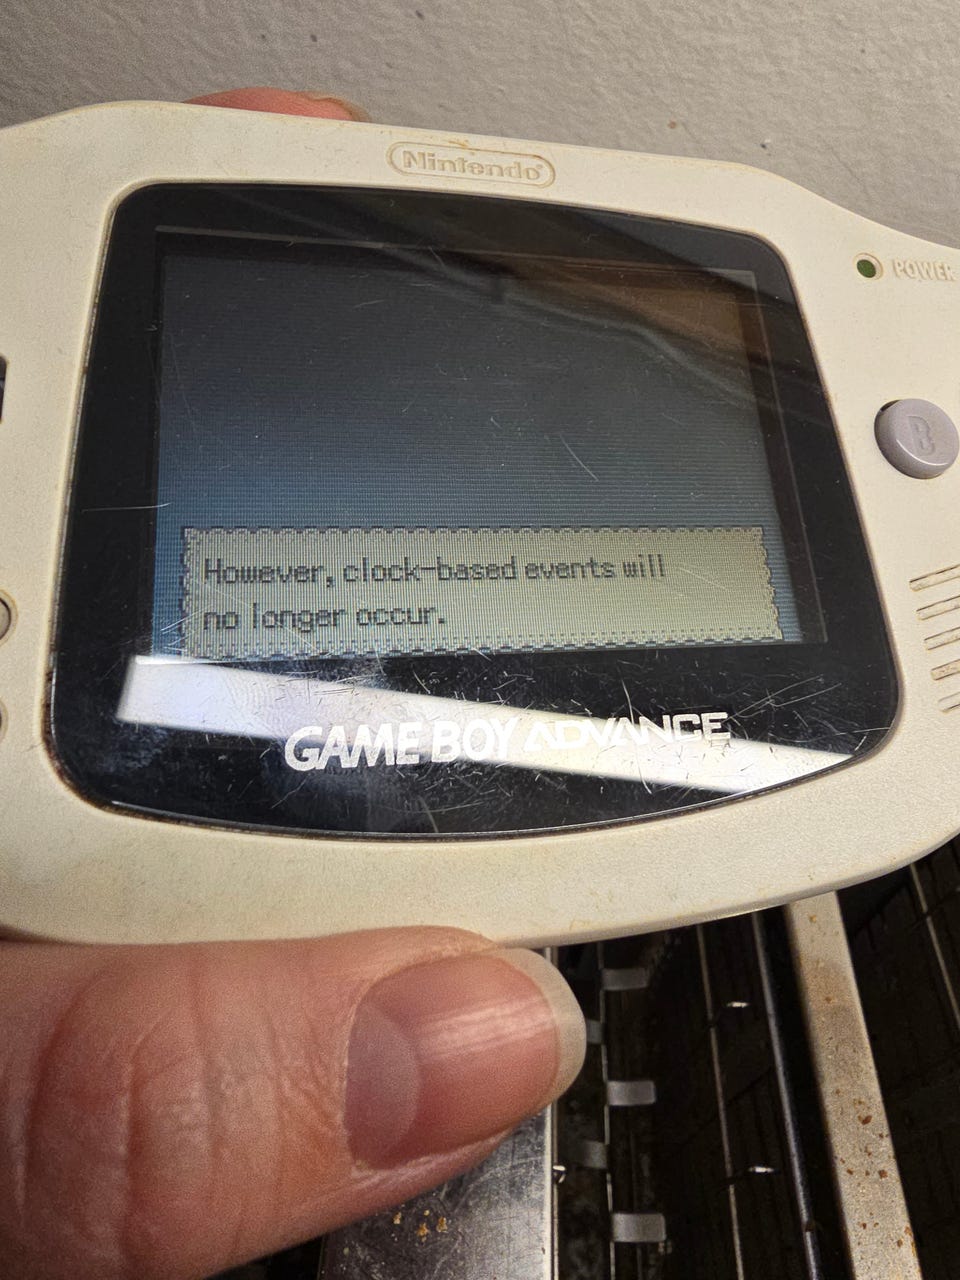 Nintendo
POWER
B
However, clock-based events will
no longer occur.
GAME BOY ADVANCE